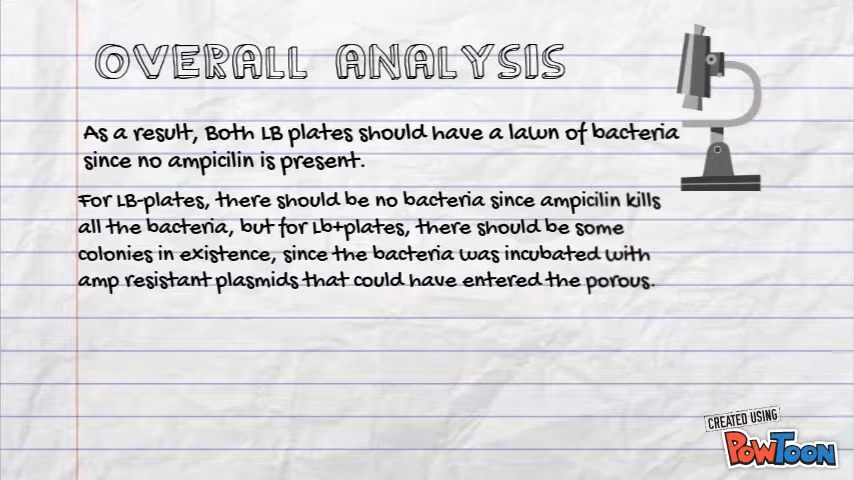 OVERALL ANALYSIS
As a result, Both LB plates should have a lawn of bacteria
since no ampicilin is present.
For LB-plates, there should be no bacteria since ampicilin kills
all the bacteria, but for Lb+plates, there should be some
colonies in existence, since the bacteria was incubated with
amp resistant plasmids that could have entered the porous.
CREATED USING
POWTOON